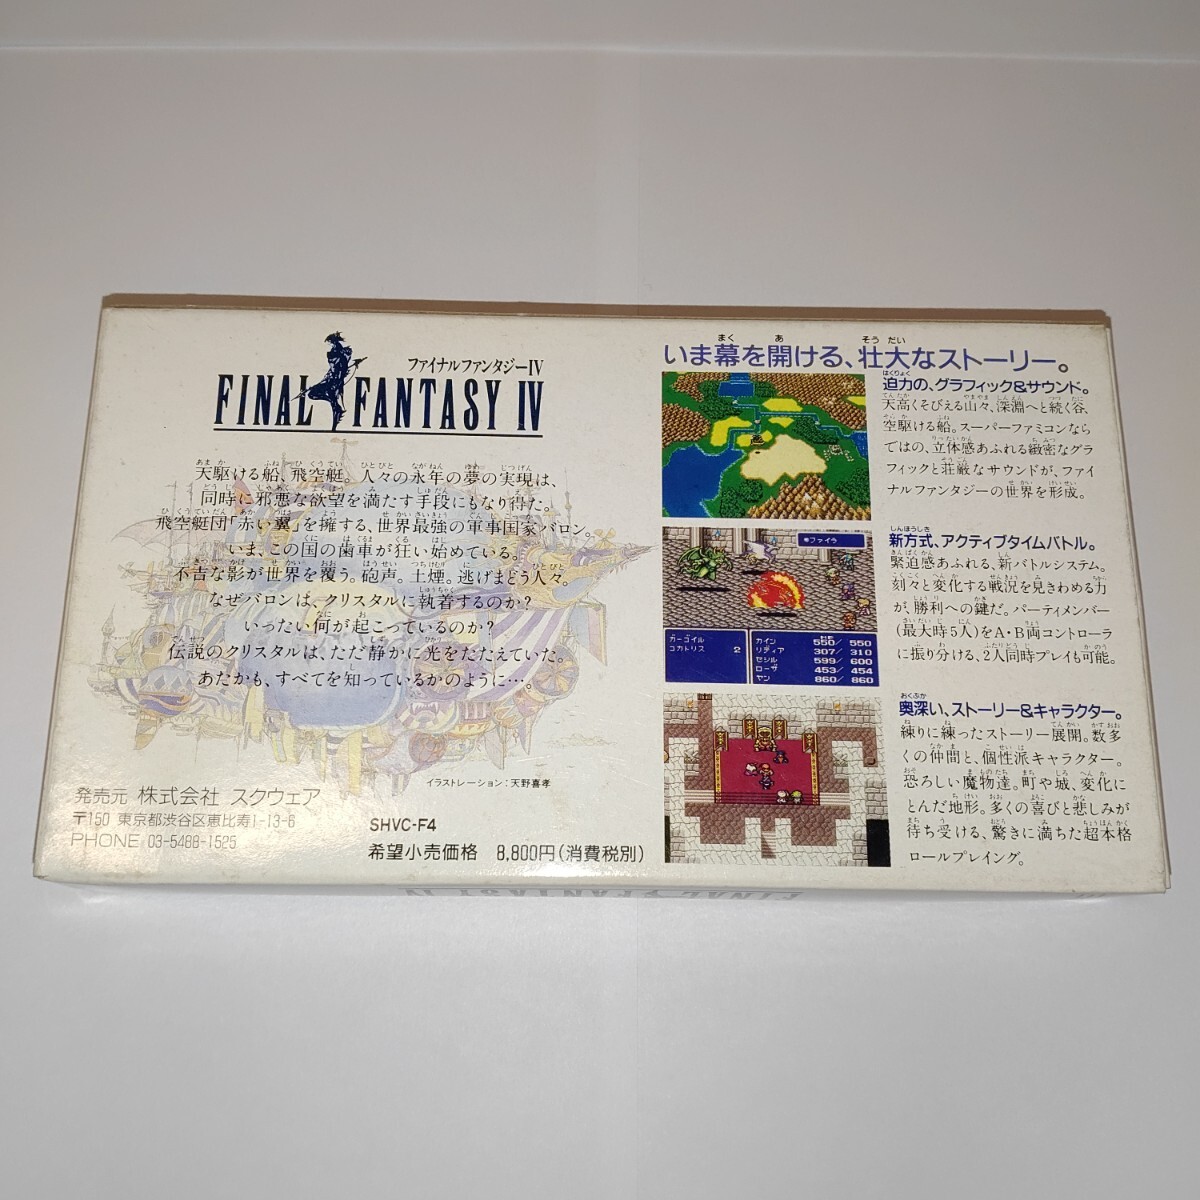 ファイナルファンタジーIV
FINAL FANTASY IV
天駆ける船、飛空艇。人々の永年の夢の実現は、
同時に邪悪な欲望を満たす手段にもなり得た。
飛空艇団「赤い翼」を擁する、世界最強の軍事国家バロン。
いま、この国の歯車が狂い始めている。
不吉な影が世界を覆う。砲声。土煙。逃げまどう人々。
なぜバロンは、クリスタルに執着するのか?
いったい何が起こっているのか?
伝説のクリスタルは、ただ静かに光をたたえていた。
あたかも、すべてを知っているかのように…。
イラストレーション:天野喜孝
発売元 株式会社 スクウェア
〒150 東京都渋谷区恵比寿1-13-6
PHONE 03-5488-1525
SHVC-F4
希望小売価格 8,800円(消費税別)
いま幕を開ける、壮大なストーリー。
迫力の、グラフィック&サウンド。
天高くそびえる山々、深淵へと続く谷、
空駆ける船。スーパーファミコンなら
ではの、立体感あふれる緻密なグラ
フィックと荘厳なサウンドが、ファイ
ナルファンタジーの世界を形成。
ファイラ
ガーゴイル
コカトリス 2
HP
カイン 550/ 550
リディア 307/ 310
セシル 599/ 600
ローザ 453/ 454
ヤン 860/ 860
新方式、アクティブタイムバトル。
緊迫感あふれる、新バトルシステム。
刻々と変化する戦況を見きわめる力
が、勝利への鍵だ。パーティメンバー
(最大時5人)をA・B両コントローラ
に振り分ける、2人同時プレイも可能。
奥深い、ストーリー&キャラクター。
練りに練ったストーリー展開。数多
くの仲間と、個性派キャラクター。
恐ろしい魔物達。町や城、変化に
とんだ地形。多くの喜びと悲しみが
待ち受ける、驚きに満ちた超本格
ロールプレイング。
FINAL FANTASY IV